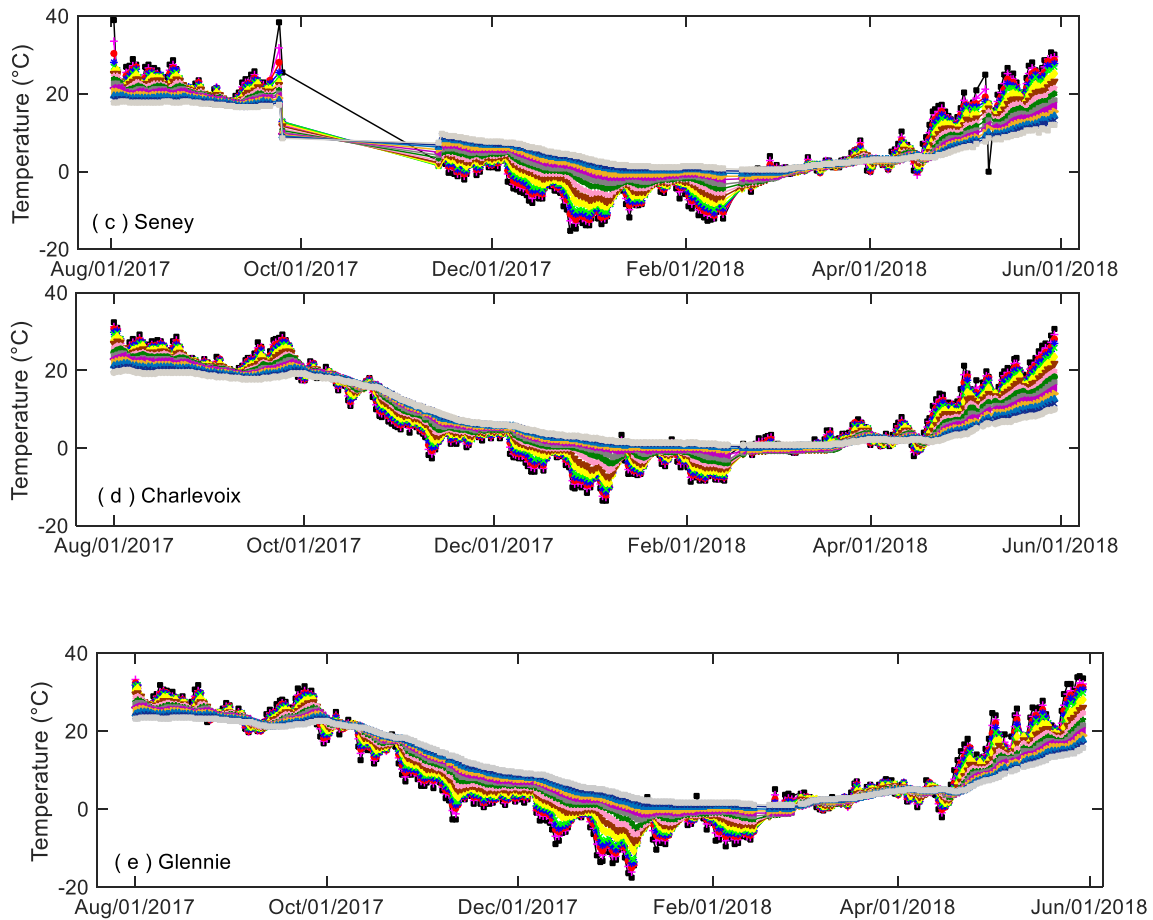 40
20
0
-20
Temperature (°C)
( c ) Seney
Aug/01/2017 Oct/01/2017 Dec/01/2017 Feb/01/2018 Apr/01/2018 Jun/01/2018
40
20
0
-20
Temperature (°C)
( d ) Charlevoix
Aug/01/2017 Oct/01/2017 Dec/01/2017 Feb/01/2018 Apr/01/2018 Jun/01/2018
40
20
0
-20
Temperature (°C)
( e ) Glennie
Aug/01/2017 Oct/01/2017 Dec/01/2017 Feb/01/2018 Apr/01/2018 Jun/01/2018